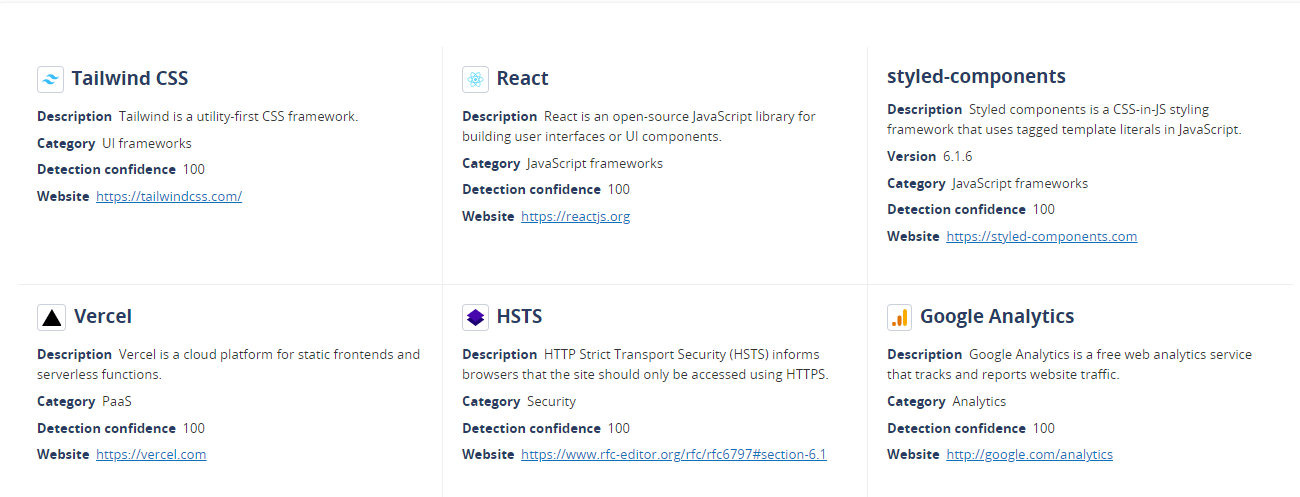 Tailwind CSS
Description Tailwind is a utility-first CSS framework.
Category UI frameworks
Detection confidence 100
Website https://tailwindcss.com/
React
Description React is an open-source JavaScript library for
building user interfaces or UI components.
Category JavaScript frameworks
Detection confidence 100
Website https://reactjs.org
styled-components
Description Styled components is a CSS-in-JS styling
framework that uses tagged template literals in JavaScript.
Version 6.1.6
Category JavaScript frameworks
Detection confidence 100
Website https://styled-components.com
Vercel
Description Vercel is a cloud platform for static frontends and
serverless functions.
Category PaaS
Detection confidence 100
Website https://vercel.com
HSTS
Description HTTP Strict Transport Security (HSTS) informs
browsers that the site should only be accessed using HTTPS.
Category Security
Detection confidence 100
Website https://www.rfc-editor.org/rfc/rfc6797#section-6.1
Google Analytics
Description Google Analytics is a free web analytics service
that tracks and reports website traffic.
Category Analytics
Detection confidence 100
Website http://google.com/analytics